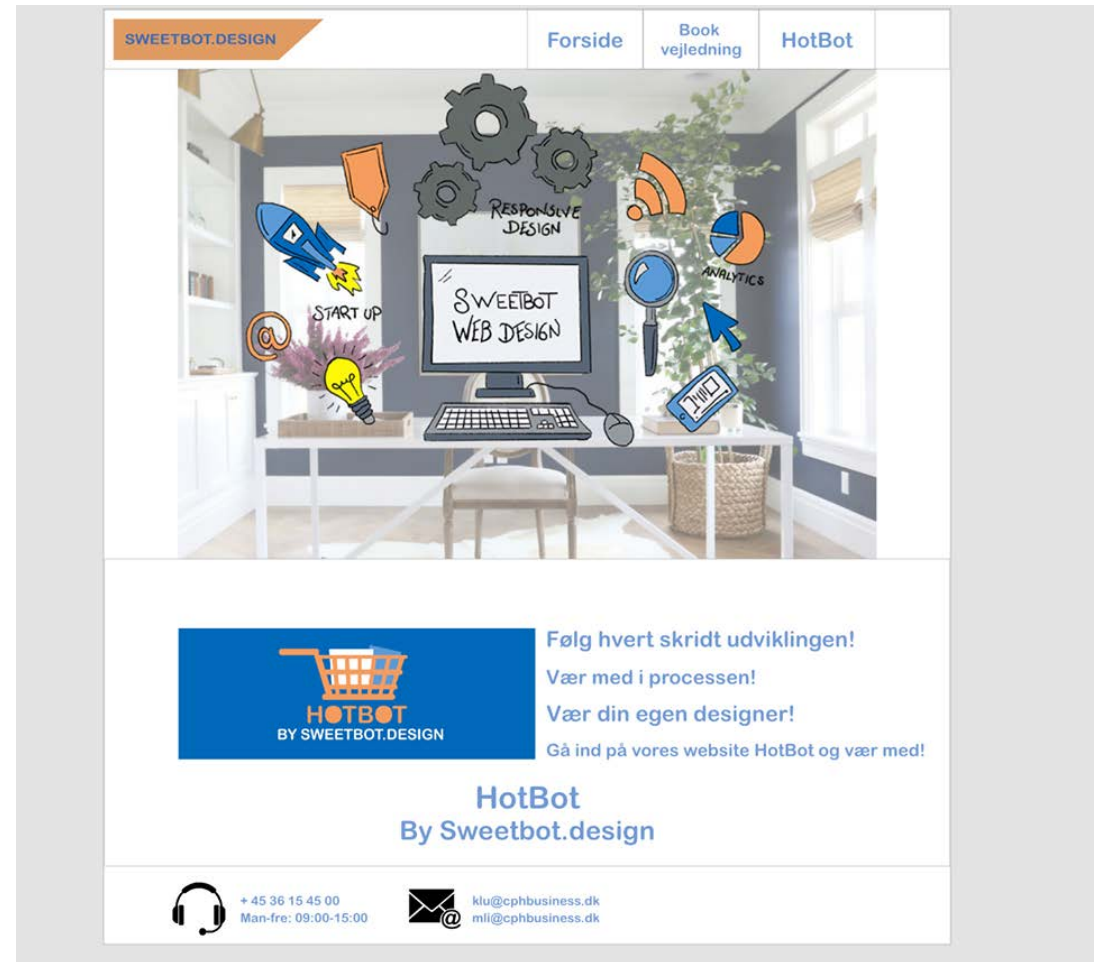 SWEETBOT.DESIGN
Forside
Book
vejledning
HotBot
RESPONSIVE
DESIGN
ANALYTICS
START UP
SWEETBOT
WEB DESIGN
@
HOTBOT
BY SWEETBOT.DESIGN
Følg hvert skridt udviklingen!
Vær med i processen!
Vær din egen designer!
Gå ind på vores website HotBot og vær med!
HotBot
By Sweetbot.design
+ 45 36 15 45 00
Man-fre: 09:00-15:00
@
klu@cphbusiness.dk
mli@cphbusiness.dk